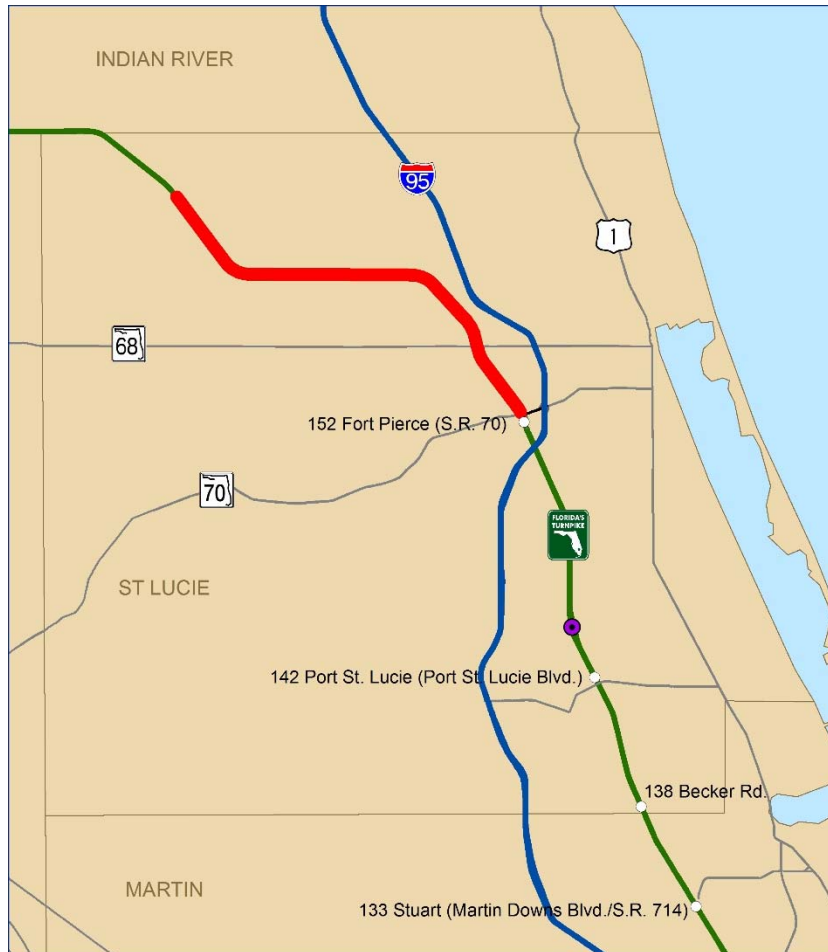 INDIAN RIVER
95
1
68
152 Fort Pierce (S.R. 70)
70
FLORIDA'S
TURNPIKE
ST LUCIE
142 Port St. Lucie (Port St. Lucie Blvd.)
138 Becker Rd.
MARTIN
133 Stuart (Martin Downs Blvd./S.R. 714)